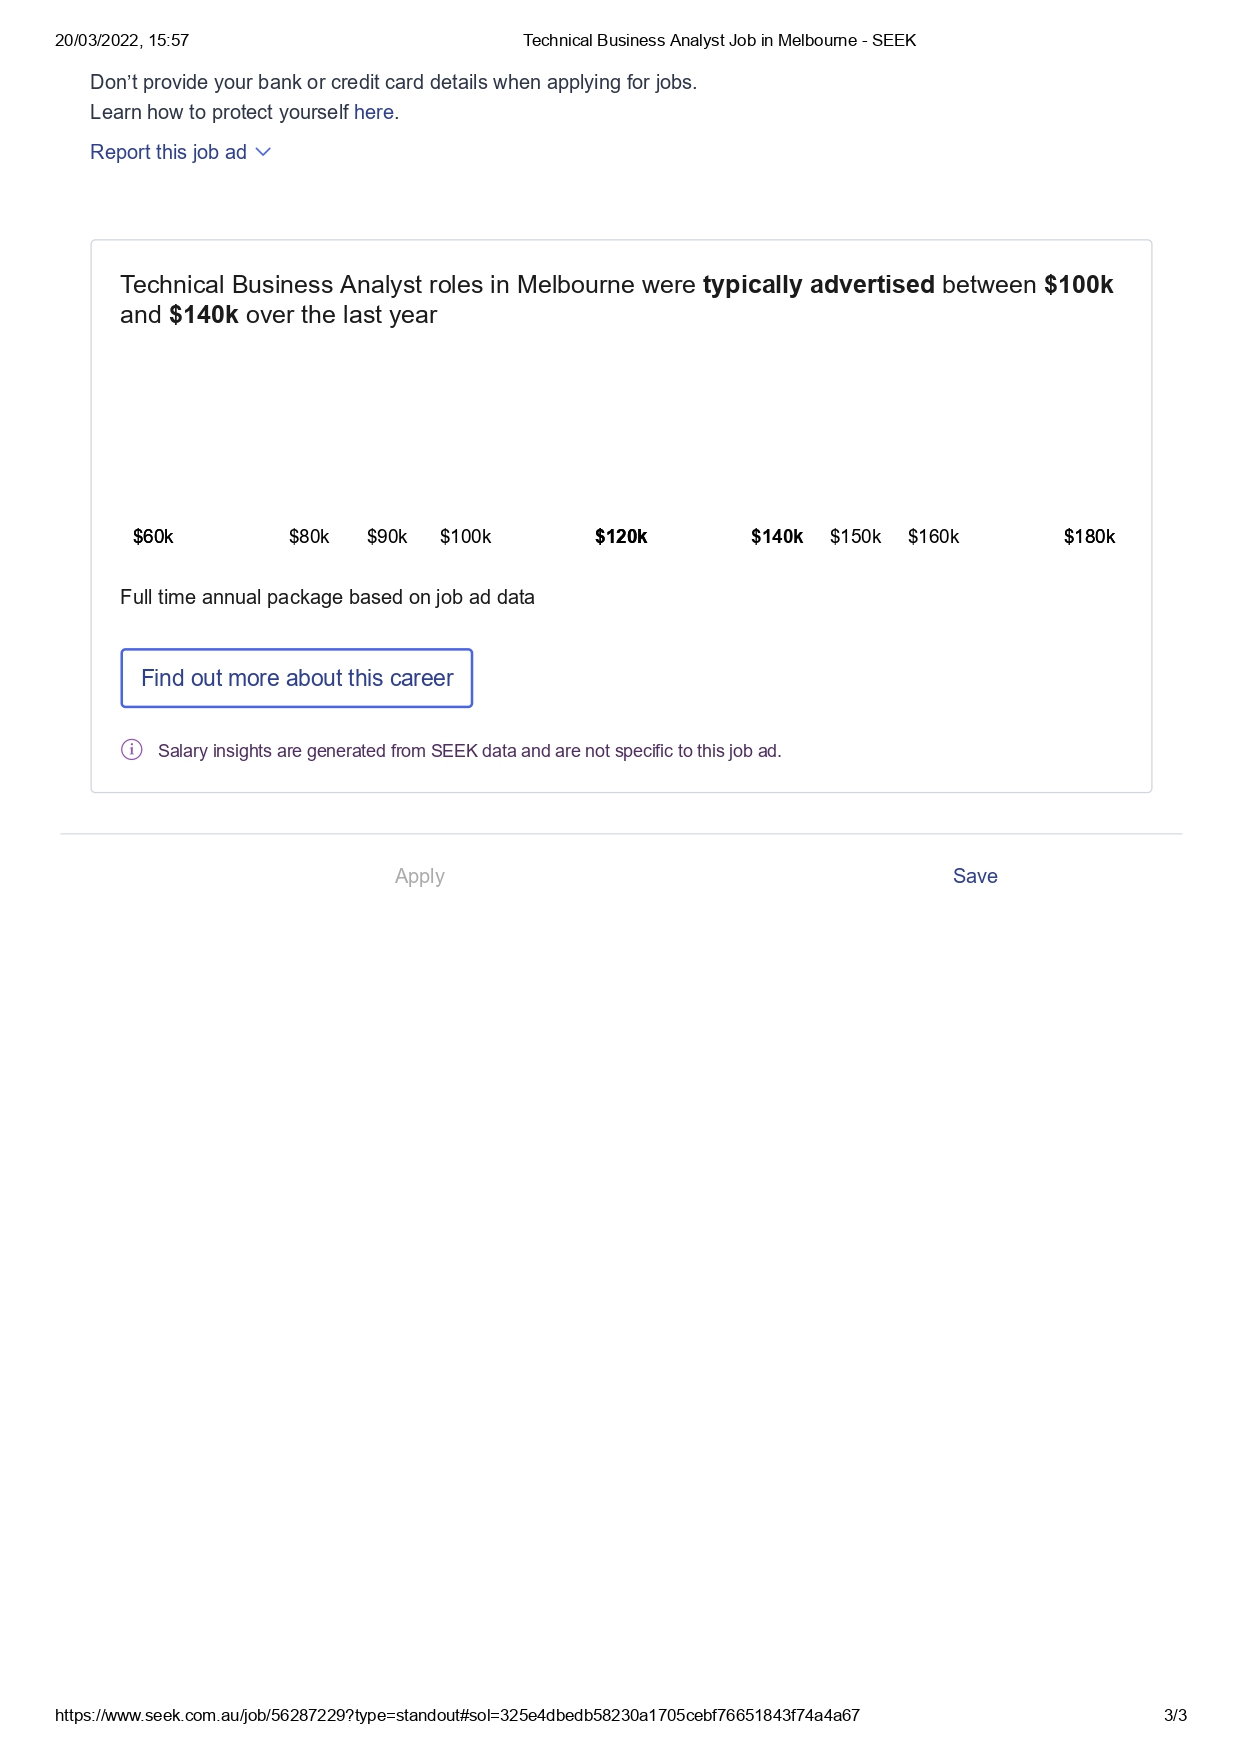 20/03/2022, 15:57 Technical Business Analyst Job in Melbourne - SEEK
Don’t provide your bank or credit card details when applying for jobs.
Learn how to protect yourself here.
Report this job ad
Technical Business Analyst roles in Melbourne were typically advertised between $100k
and $140k over the last year
$60k $80k $90k $100k $120k $140k $150k $160k $180k
Full time annual package based on job ad data
Find out more about this career
Salary insights are generated from SEEK data and are not specific to this job ad.
Apply Save
https://www.seek.com.au/job/56287229?type=standout#sol=325e4dbedb58230a1705cebf76651843f74a4a67 3/3